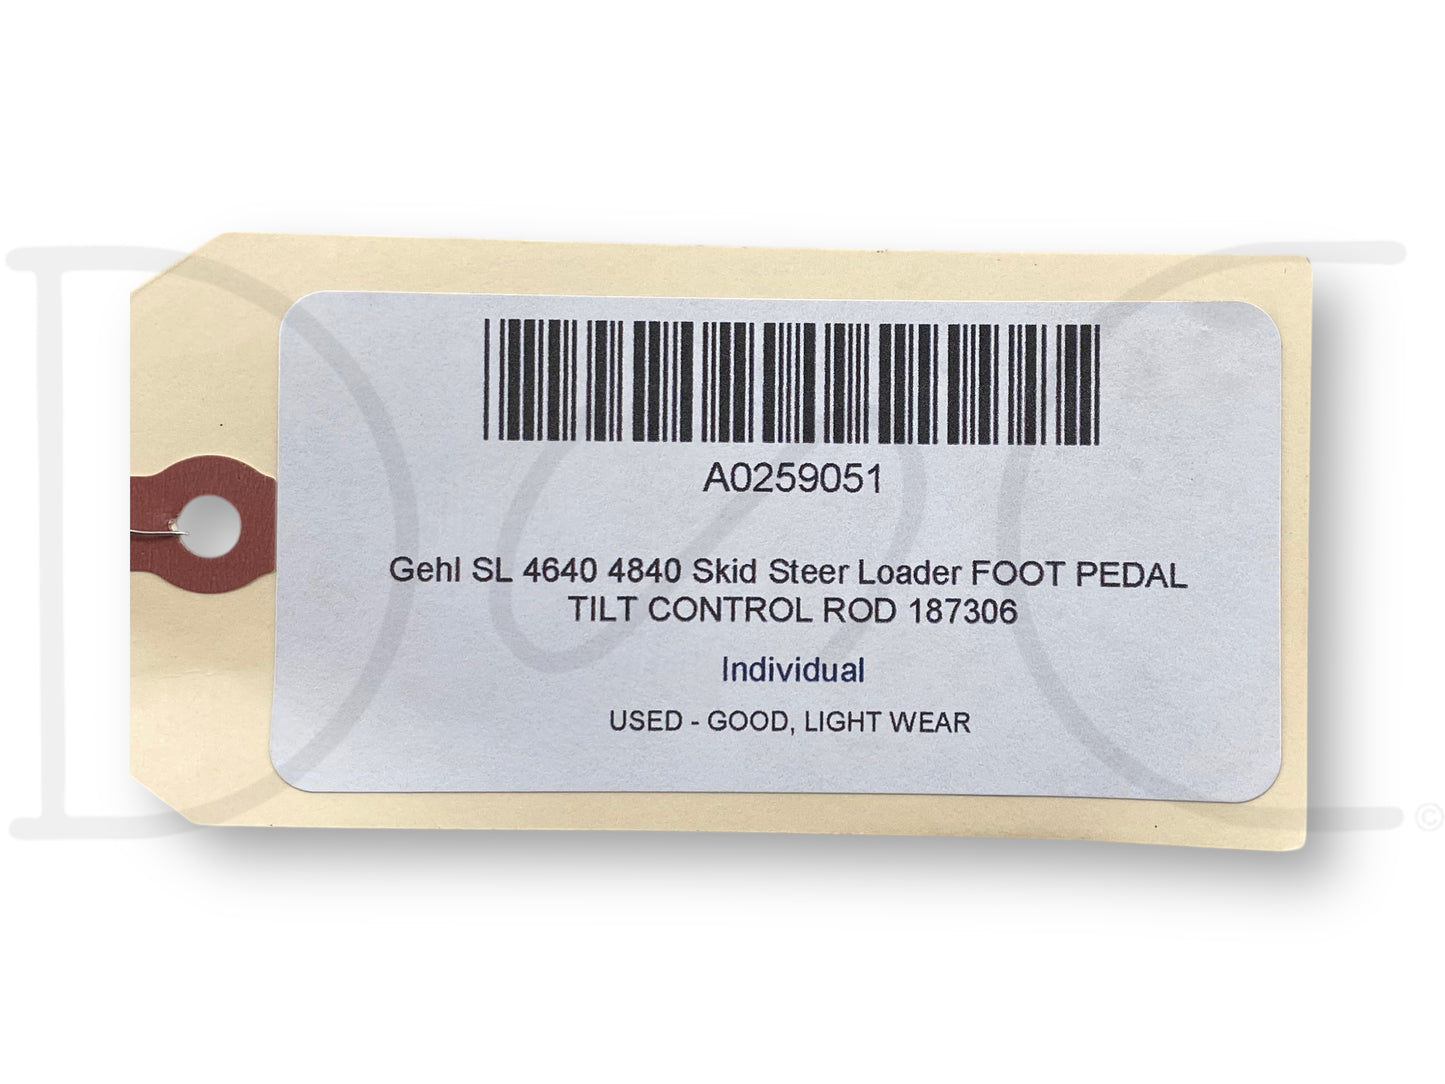 A0259051
Gehl SL 4640 4840 Skid Steer Loader FOOT PEDAL
TILT CONTROL ROD 187306
Individual
USED - GOOD, LIGHT WEAR
©